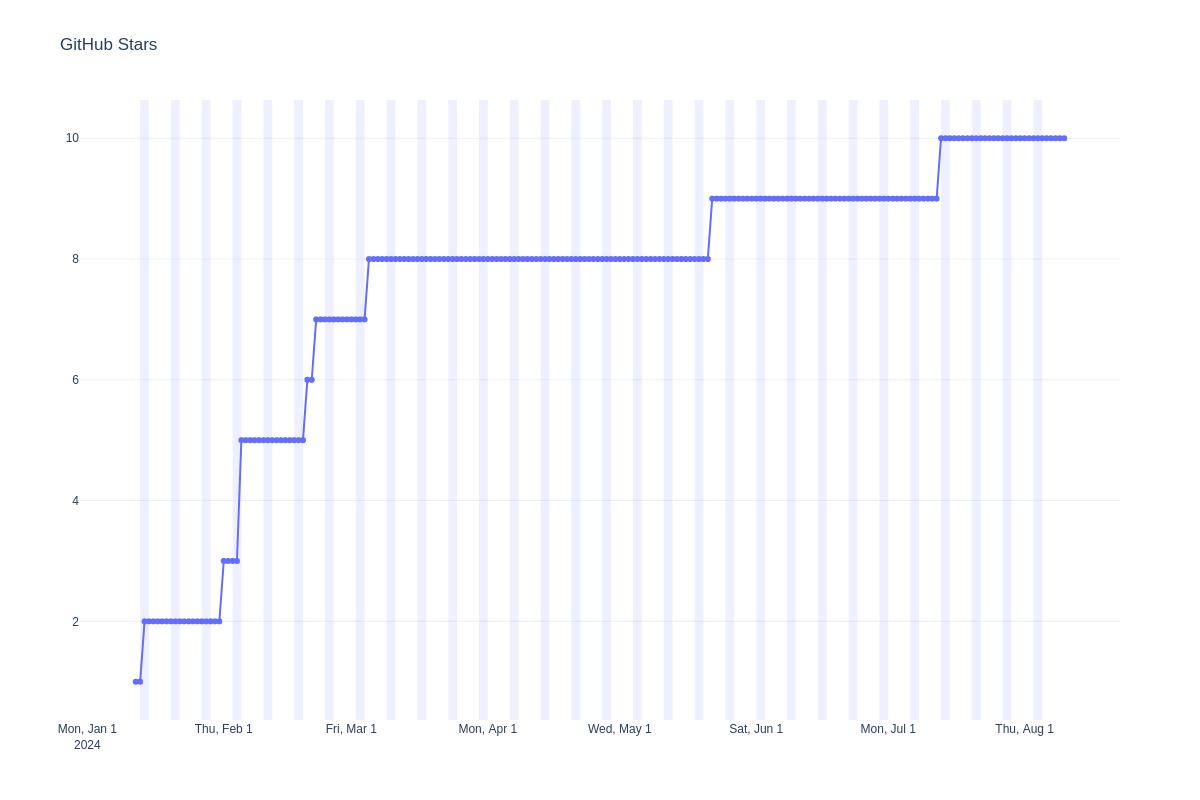 GitHub Stars
10
8
6
4
2
Mon, Jan 1
2024
Thu, Feb 1
Fri, Mar 1
Mon, Apr 1
Wed, May 1
Sat, Jun 1
Mon, Jul 1
Thu, Aug 1